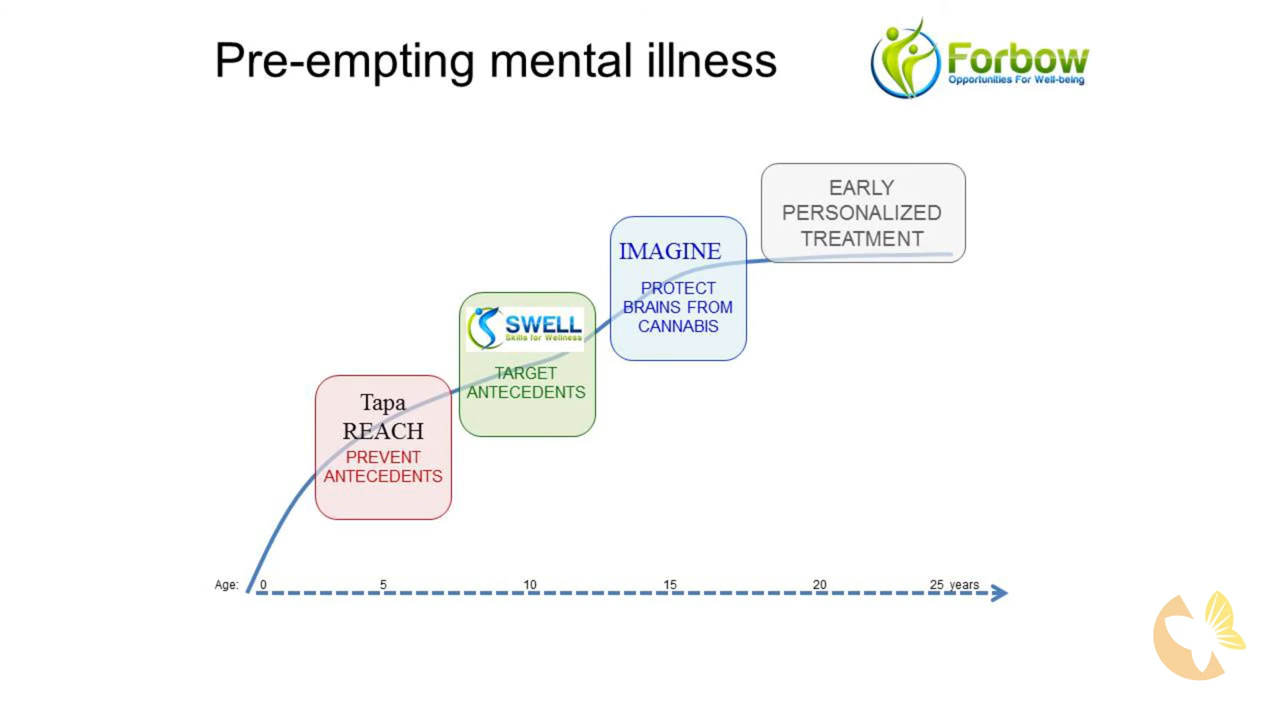 Pre-empting mental illness
Forbow
Opportunities For Well-being
EARLY
PERSONALIZED
TREATMENT
IMAGINE
PROTECT
BRAINS FROM
CANNABIS
SWELL
Skills for Wellness
TARGET
ANTECEDENTS
Tapa
REACH
PREVENT
ANTECEDENTS
Age: 0 5 10 15 20 25 years